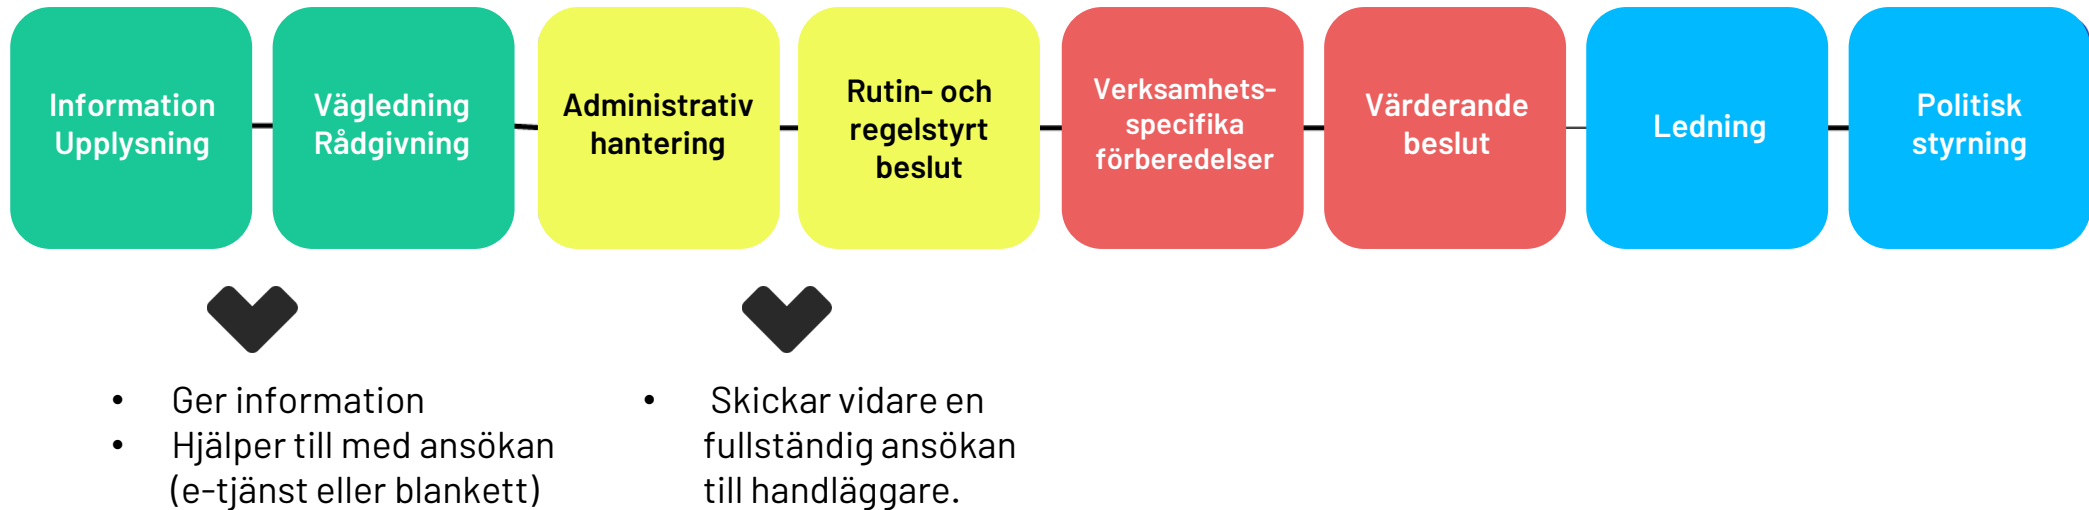 Information
Upplysning
Vägledning
Rådgivning
Administrativ
hantering
Rutin- och
regelstyrt
beslut
Verksamhets-
specifika
förberedelser
Värderande
beslut
Ledning
Politisk
styrning
• Ger information
• Hjälper till med ansökan
(e-tjänst eller blankett)
• Skickar vidare en
fullständig ansökan
till handläggare.